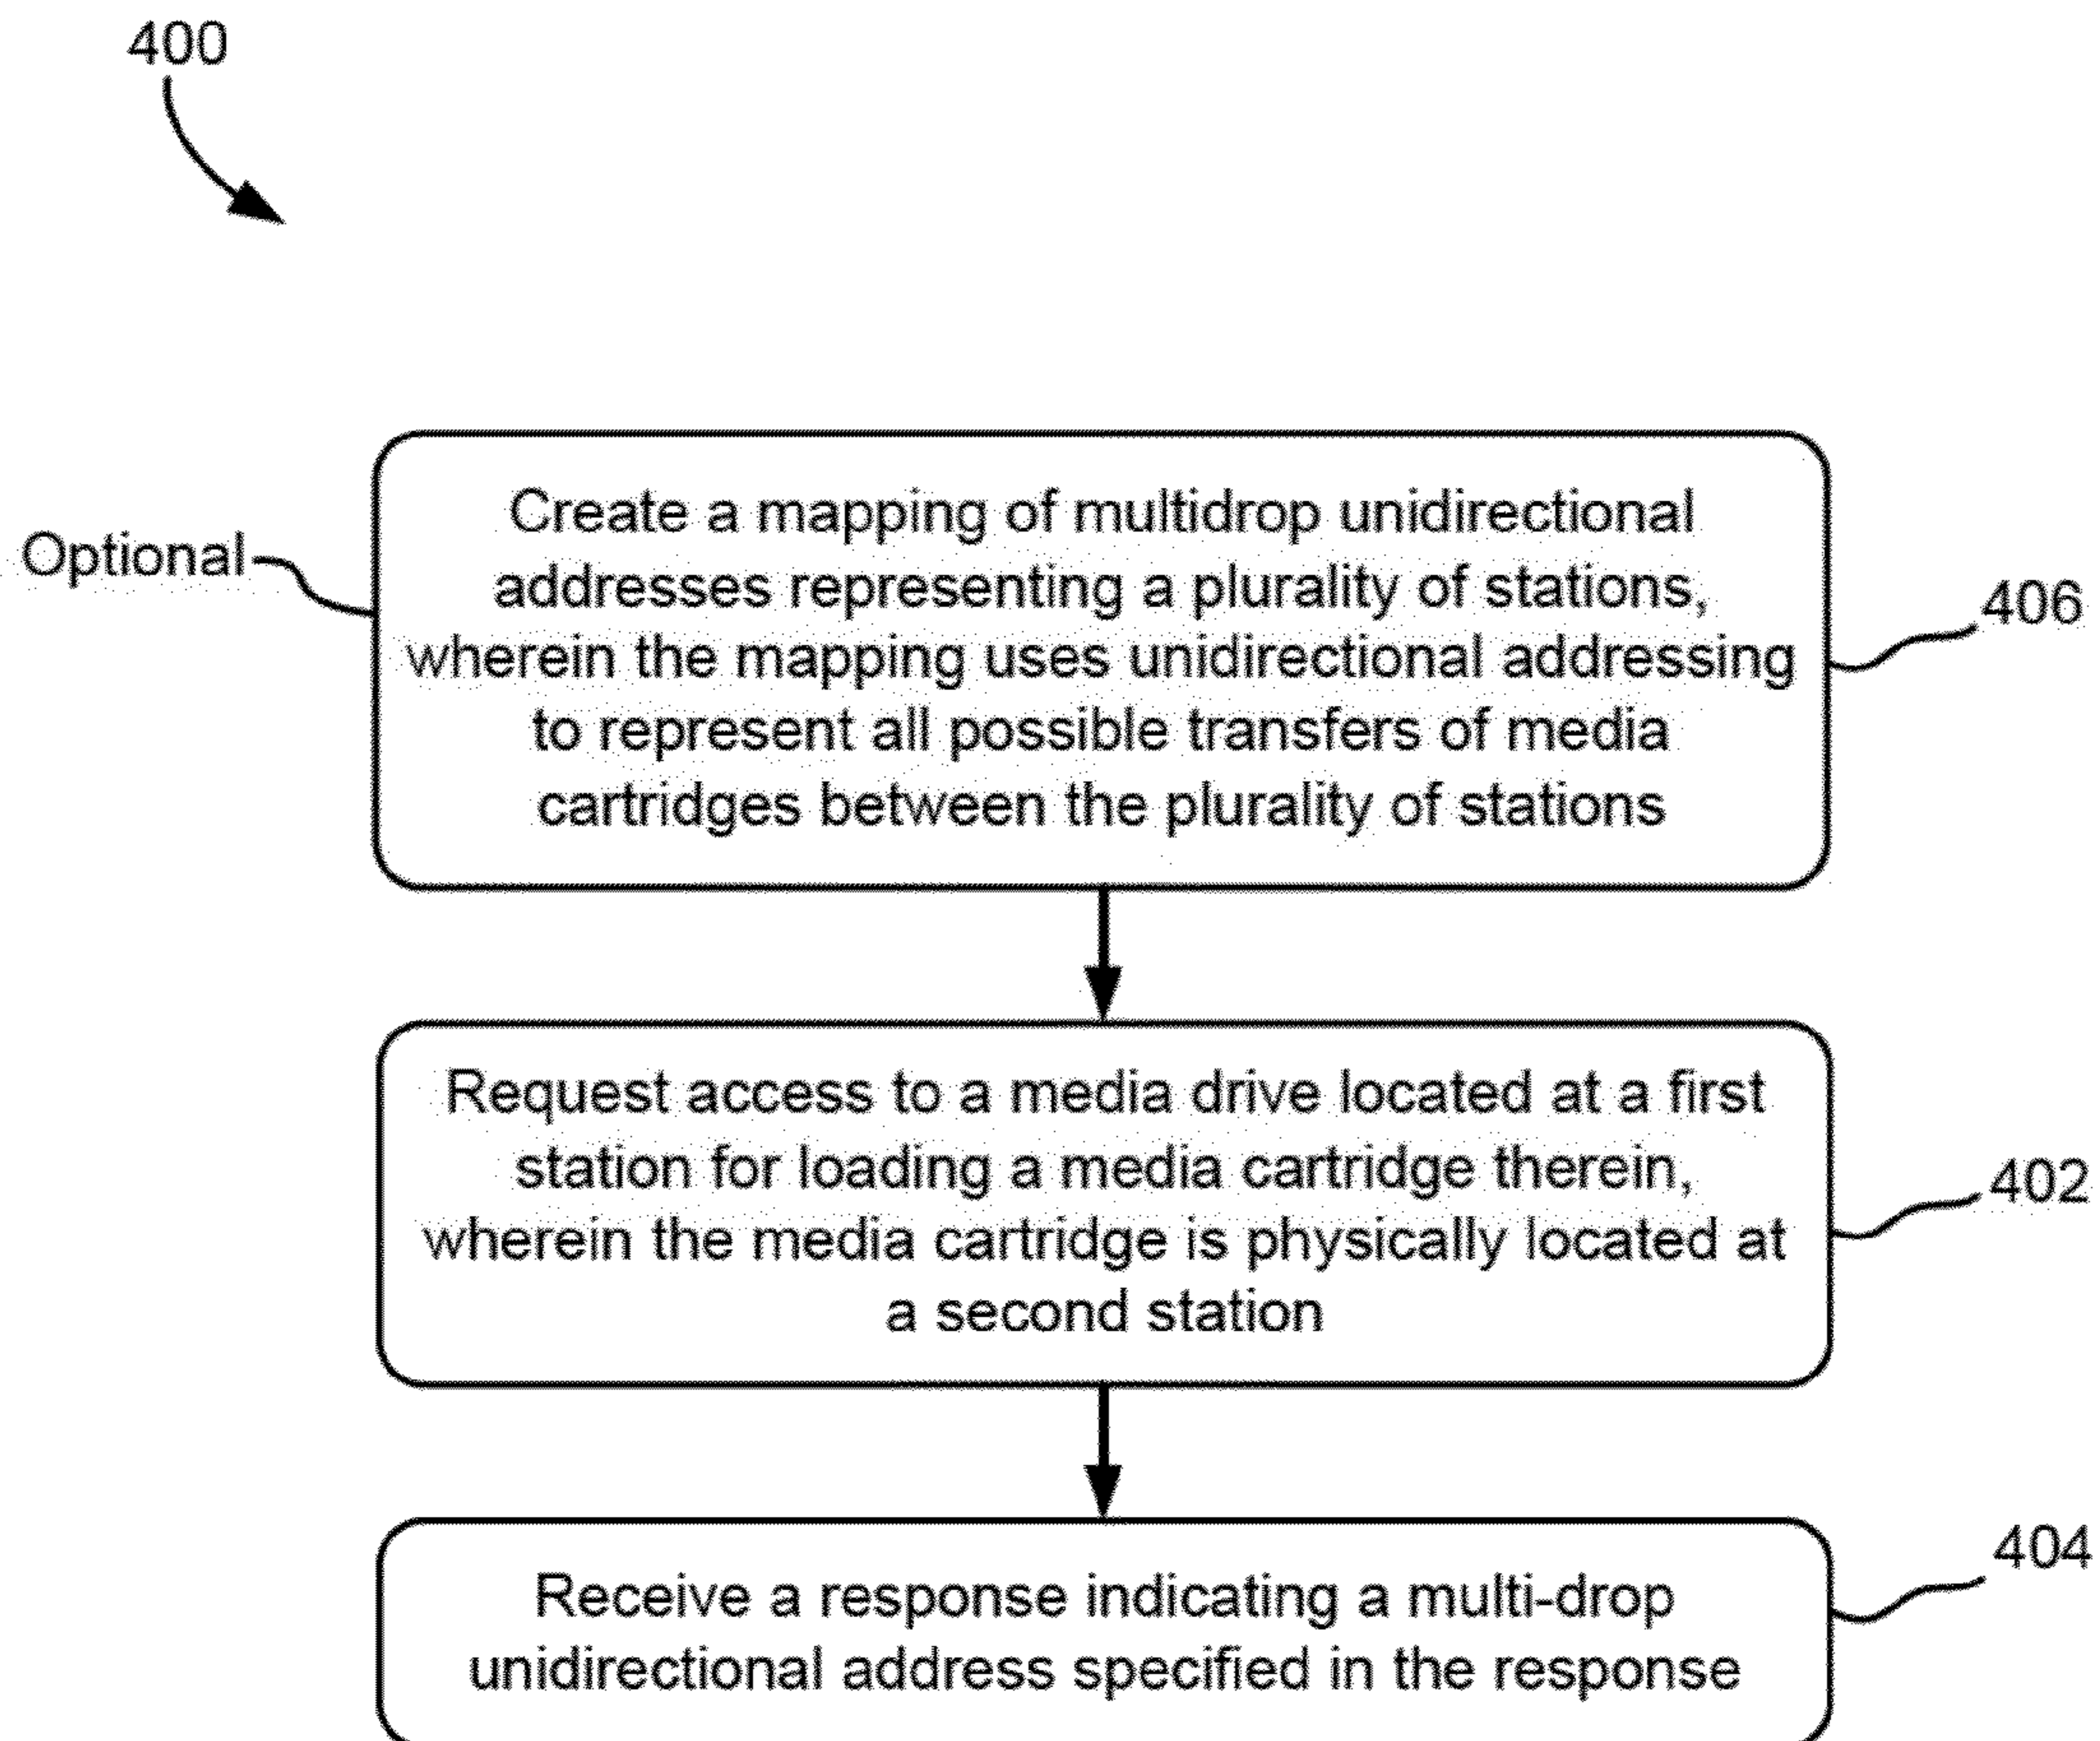 400
Create a mapping of multidrop unidirectional
addresses representing a plurality of stations,
wherein the mapping uses unidirectional addressing
to represent all possible transfers of media
cartridges between the plurality of stations
Optional
406
Request access to a media drive located at a first
station for loading a media cartridge therein,
wherein the media cartridge is physically located at
a second station
402
Receive a response indicating a multi-drop
unidirectional address specified in the response
404